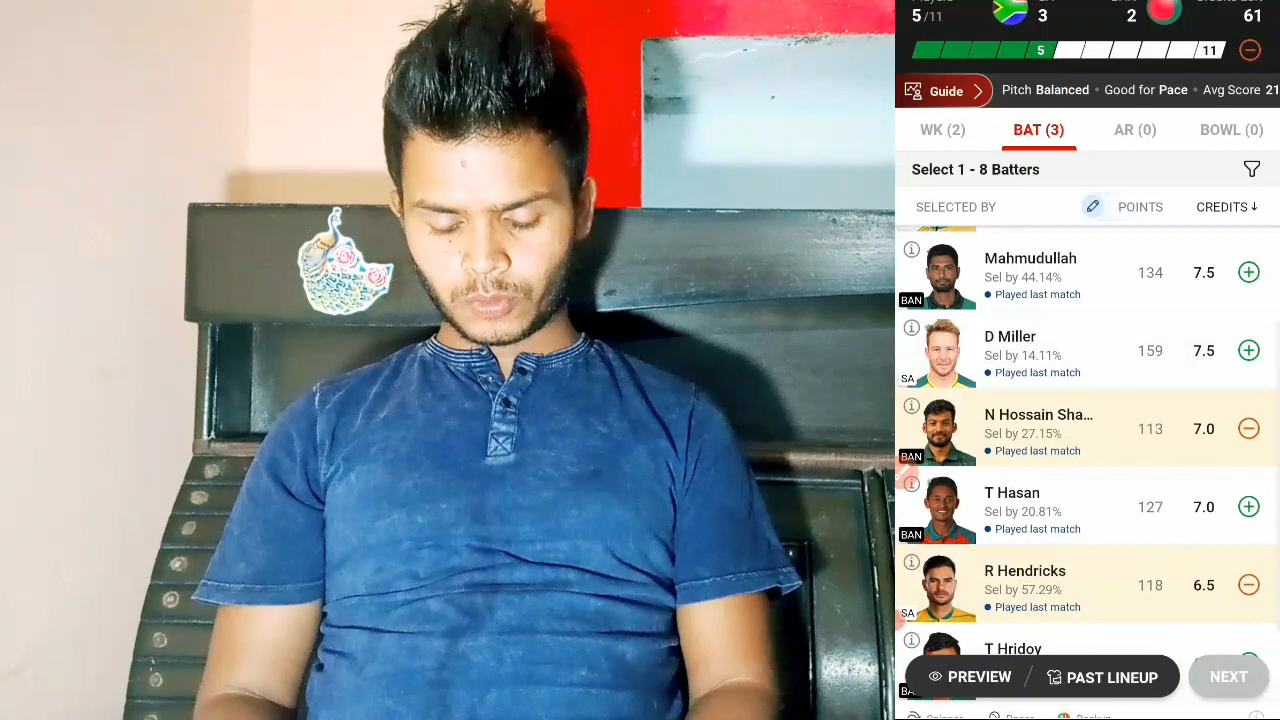 5/11
3
2
61
5
11
Guide
Pitch Balanced • Good for Pace • Avg Score 21
WK (2)
BAT (3)
AR (0)
BOWL (0)
Select 1 - 8 Batters
SELECTED BY
POINTS
CREDITS↓
Mahmudullah
Sel by 44.14%
Played last match
134
7.5
BAN
D Miller
Sel by 14.11%
Played last match
159
7.5
SA
N Hossain Sha...
Sel by 27.15%
Played last match
113
7.0
BAN
T Hasan
Sel by 20.81%
Played last match
127
7.0
BAN
R Hendricks
Sel by 57.29%
Played last match
118
6.5
SA
T Hridoy
PREVIEW
PAST LINEUP
NEXT